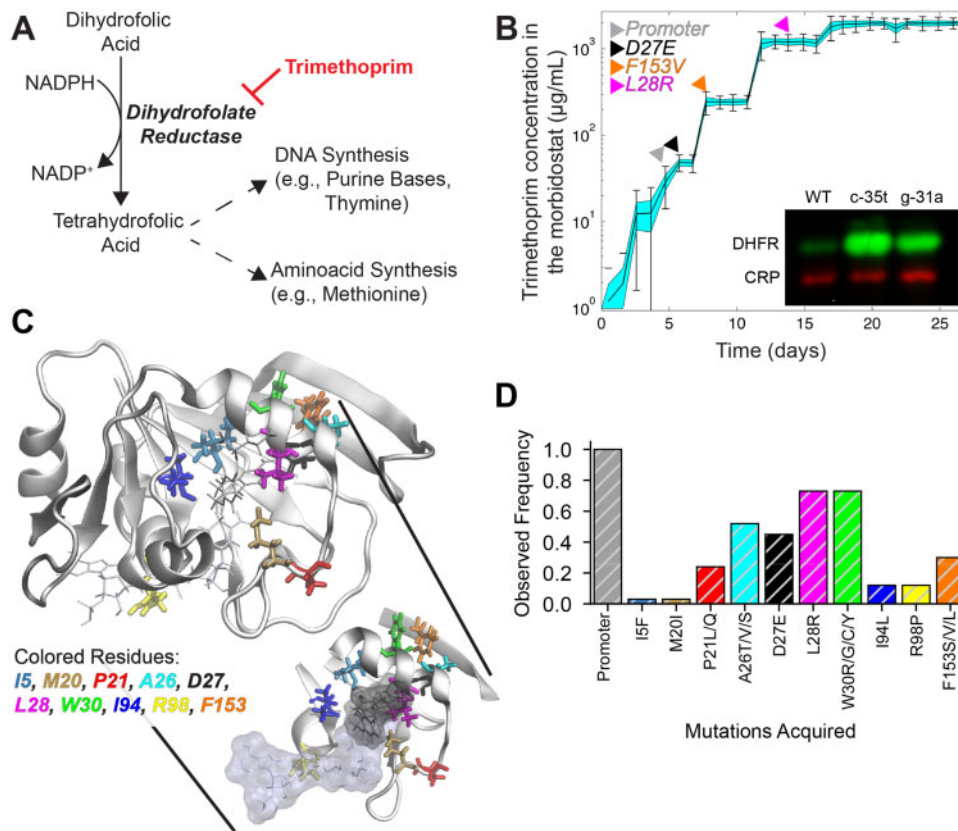 A
Dihydrofolic
Acid
NADPH
Trimethoprim
Dihydrofolate
Reductase
NADP+
DNA Synthesis
(e.g., Purine Bases,
Thymine)
Tetrahydrofolic
Acid
Aminoacid Synthesis
(e.g., Methionine)
B
Trimethoprim concentration in
the morbidostat (µg/mL)
10³
10²
10¹
10⁰
Promoter
D27E
F153V
L28R
WT c-35t g-31a
DHFR
CRP
0 5 10 15 20 25
Time (days)
C
Colored Residues:
I5, M20, P21, A26, D27,
L28, W30, I94, R98, F153
D
Observed Frequency
1.0
0.8
0.6
0.4
0.2
0.0
Promoter
I5F
M20I
P21L/Q
A26T/V/S
D27E
L28R
W30R/G/C/Y
I94L
R98P
F153S/V/L
Mutations Acquired